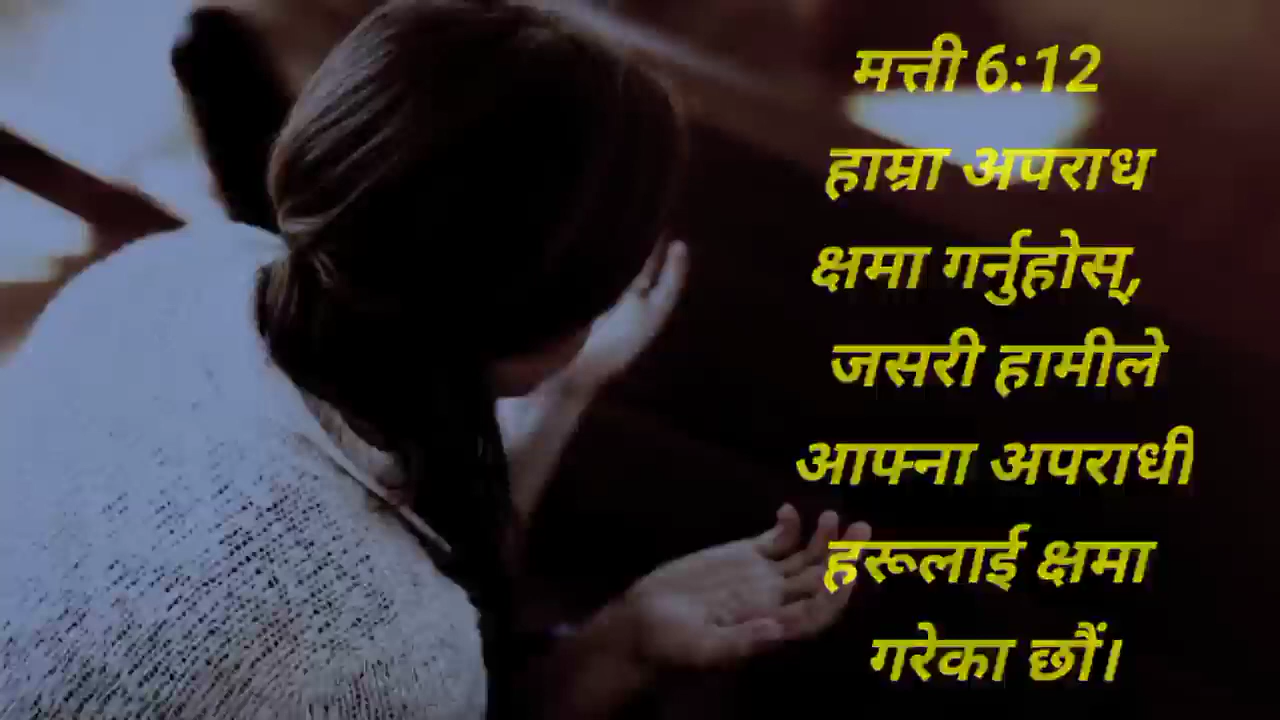 मत्ती 6:12
हाम्रा अपराध
क्षमा गर्नुहोस्,
जसरी हामीले
आफ्ना अपराधी
हरूलाई क्षमा
गरेका छौं।